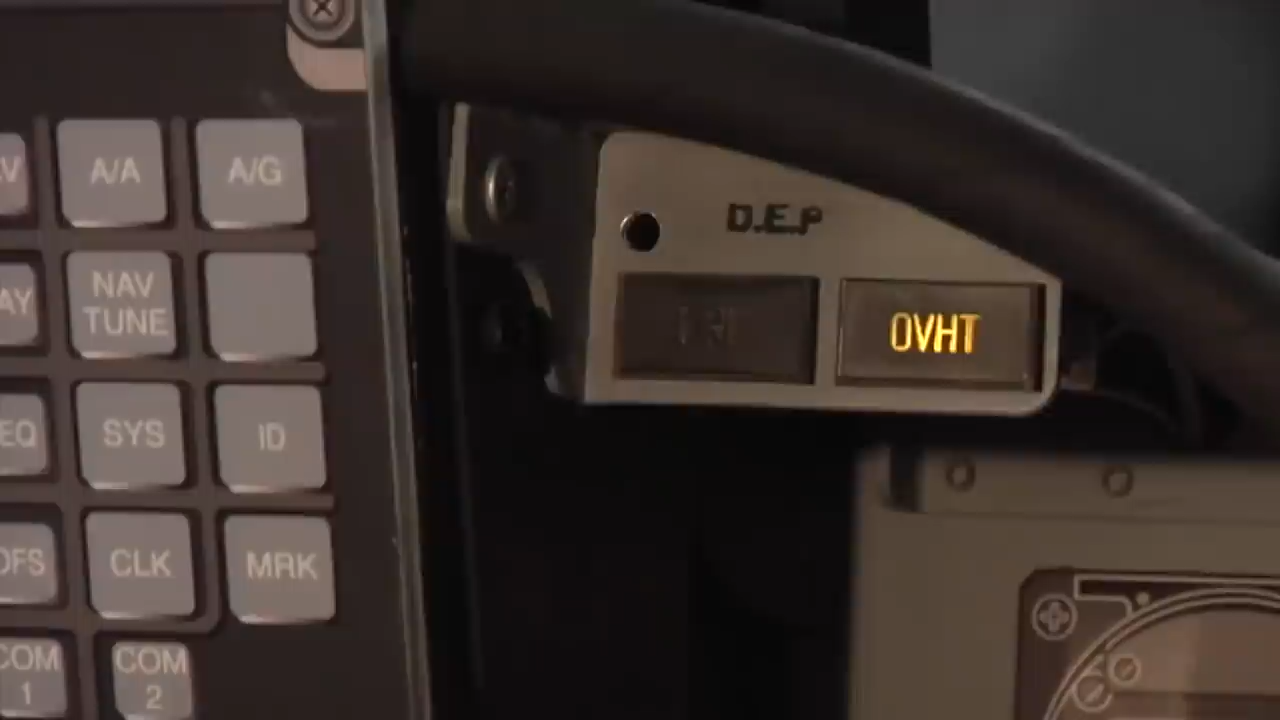 A/A
A/G
NAV
TUNE
SYS
ID
CLK
MRK
COM
1
COM
2
D.E.P
OVHT